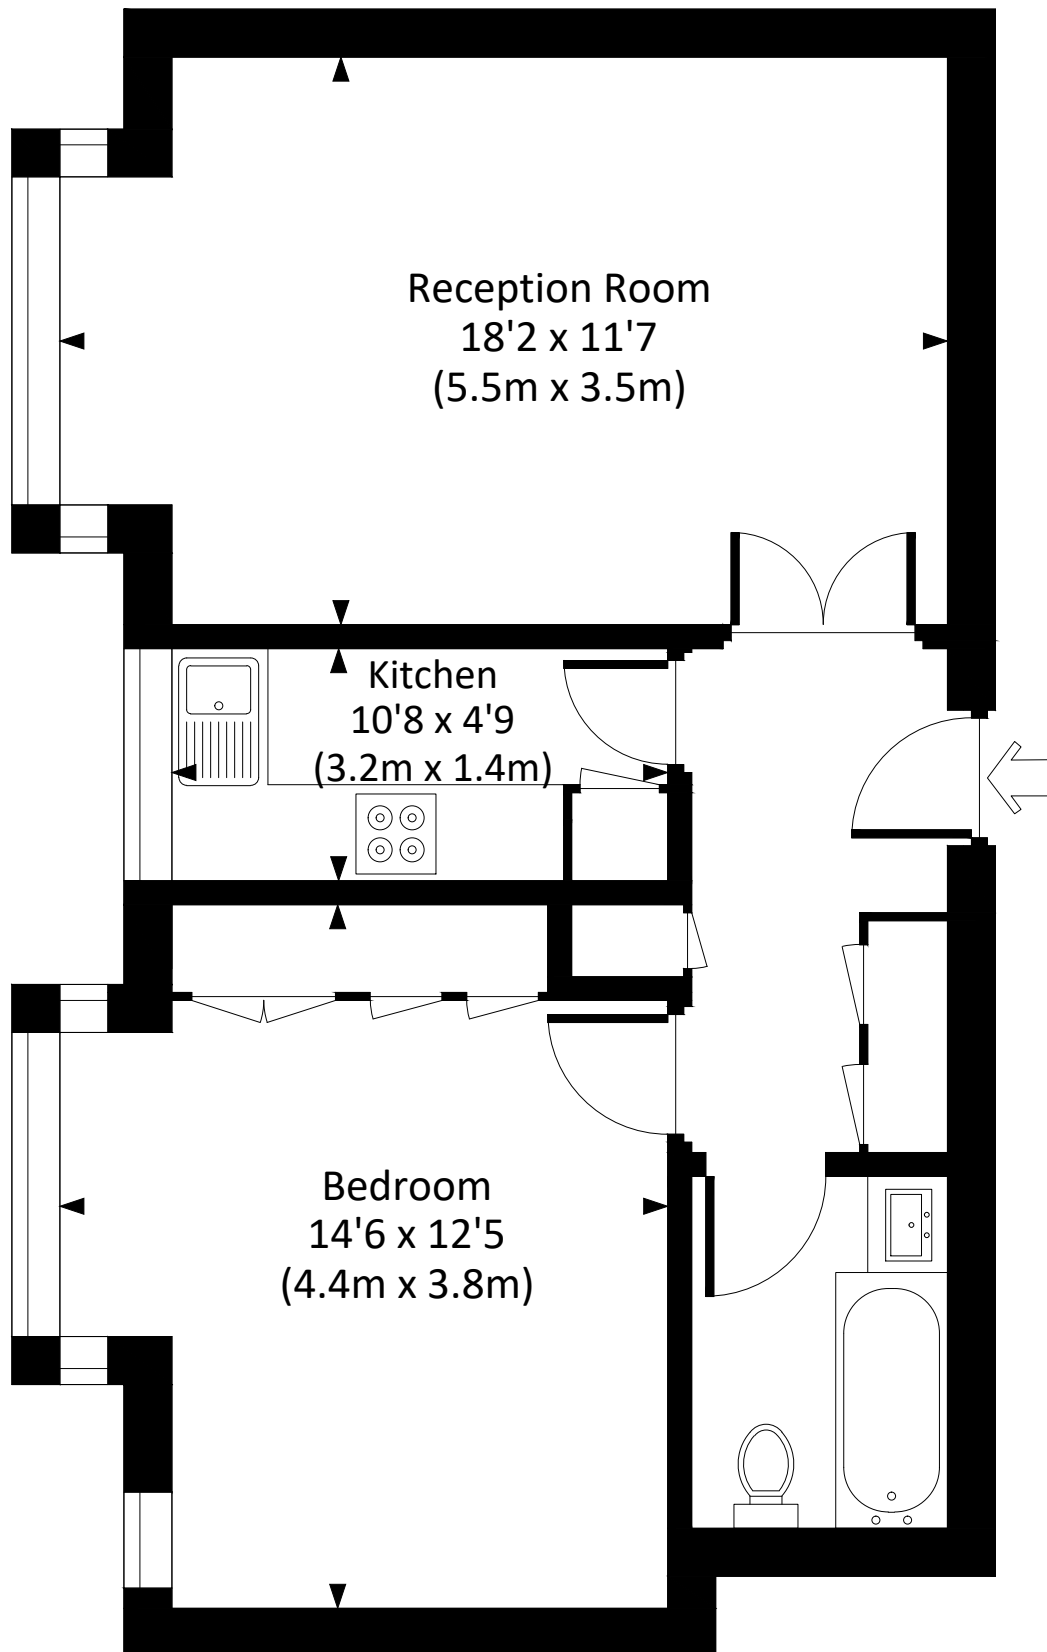 Reception Room
18'2 x 11'7
(5.5m x 3.5m)
Kitchen
10'8 x 4'9
(3.2m x 1.4m)
Bedroom
14'6 x 12'5
(4.4m x 3.8m)